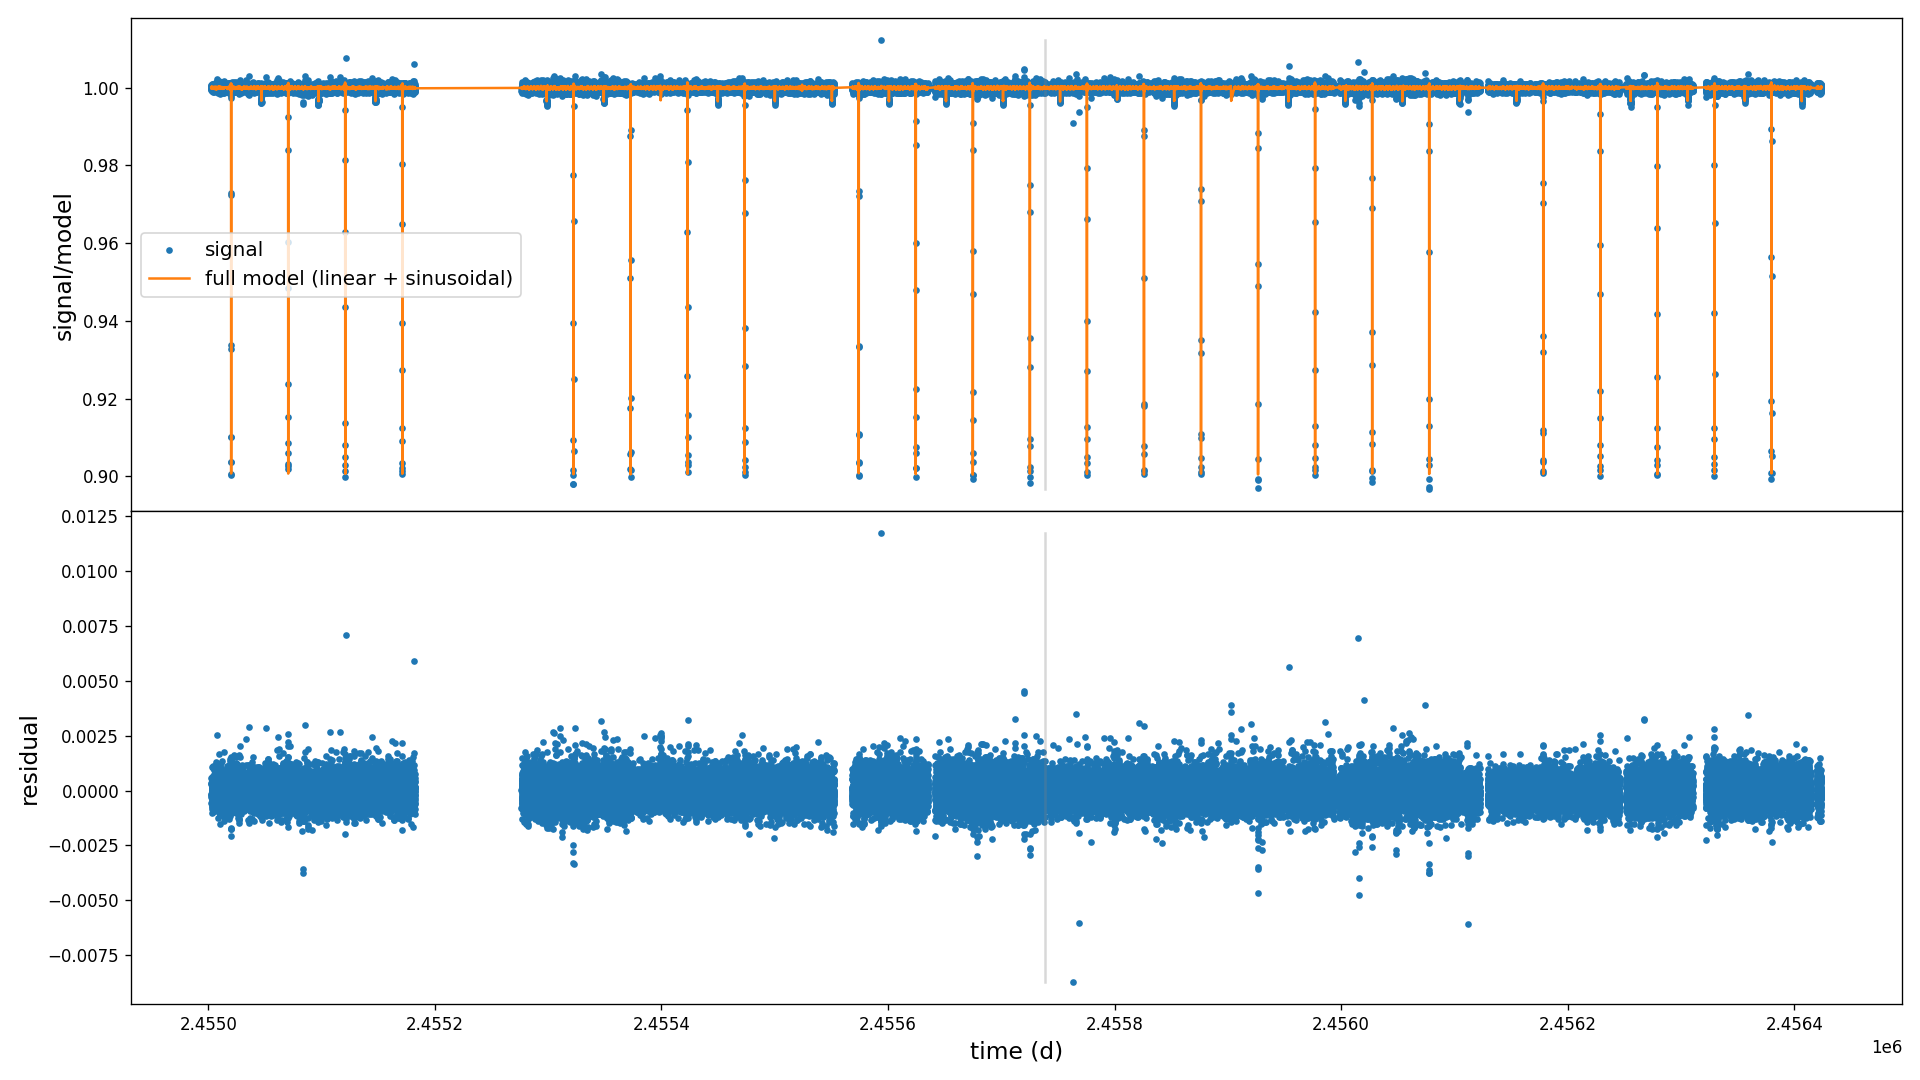 1.00
0.98
0.96
0.94
0.92
0.90
signal/model
signal
full model (linear + sinusoidal)
0.0125
0.0100
0.0075
0.0050
0.0025
0.0000
−0.0025
−0.0050
−0.0075
residual
2.4550 2.4552 2.4554 2.4556 2.4558 2.4560 2.4562 2.4564
1e6
time (d)